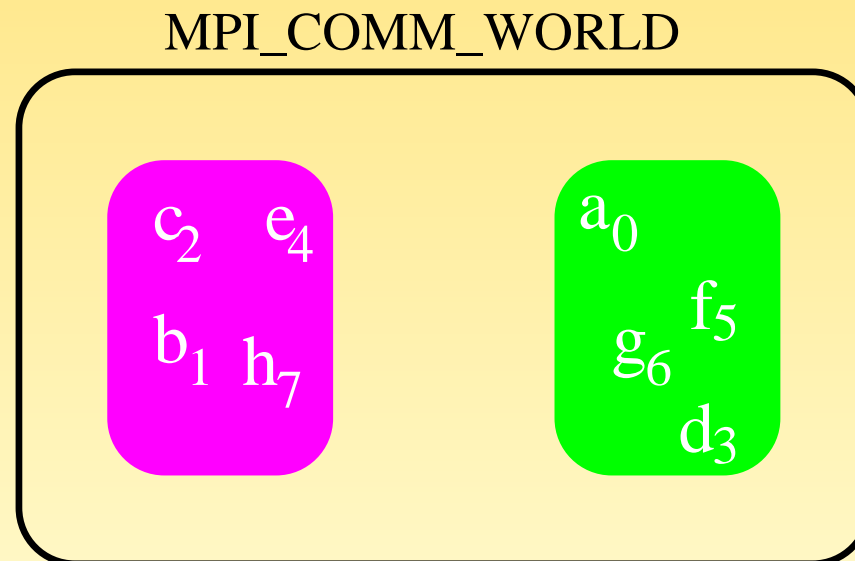 MPI_COMM_WORLD
c₂ e₄
b₁ h₇
a₀
f₅
g₆
d₃